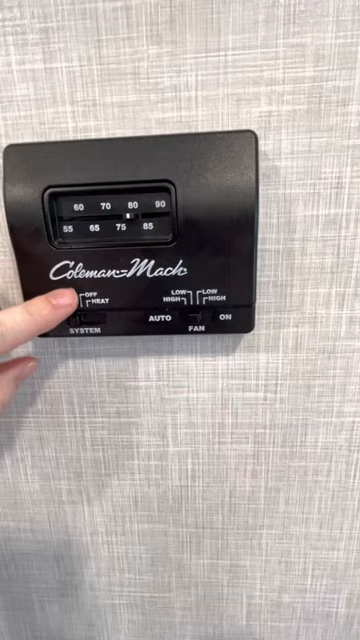 60 70 80 90
55 65 75 85
Coleman-Mach
OFF LOW LOW
HEAT HIGH HIGH
AUTO ON
SYSTEM FAN